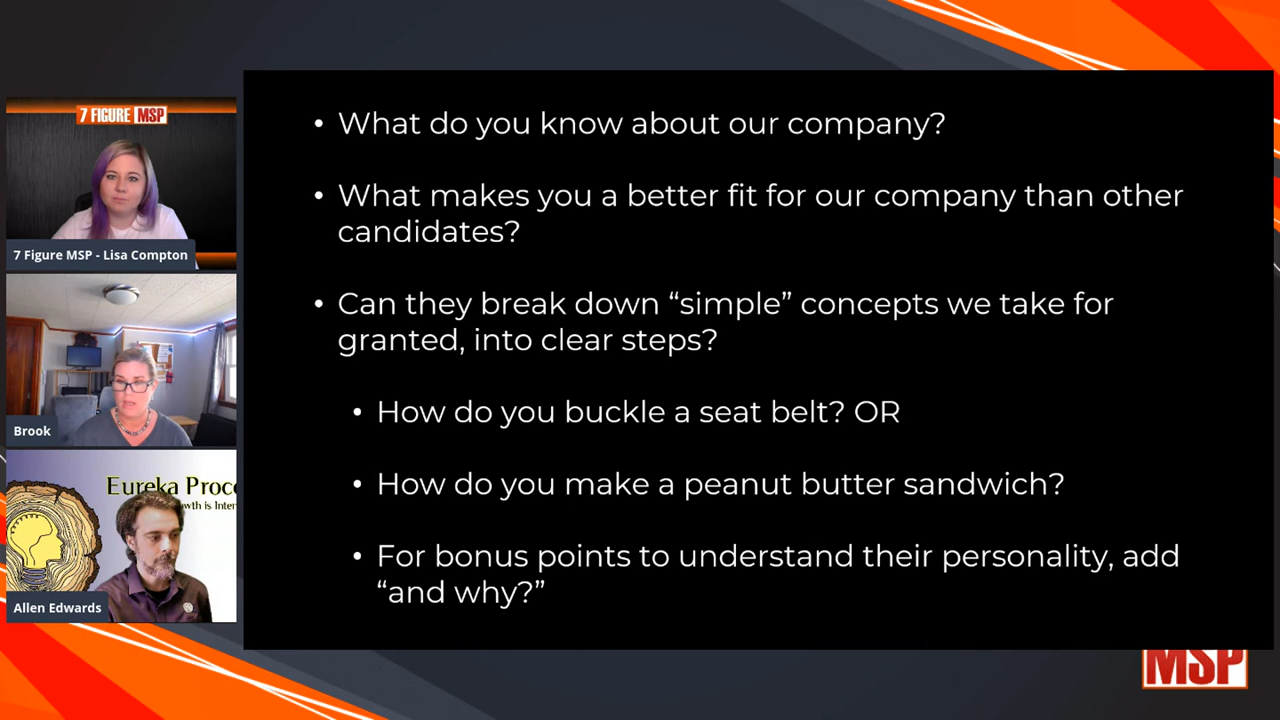 7 FIGURE MSP
7 Figure MSP - Lisa Compton
Brook
Eureka Proc
wth is Inter
Allen Edwards
• What do you know about our company?
• What makes you a better fit for our company than other
candidates?
• Can they break down “simple” concepts we take for
granted, into clear steps?
• How do you buckle a seat belt? OR
• How do you make a peanut butter sandwich?
• For bonus points to understand their personality, add
“and why?”
MSP